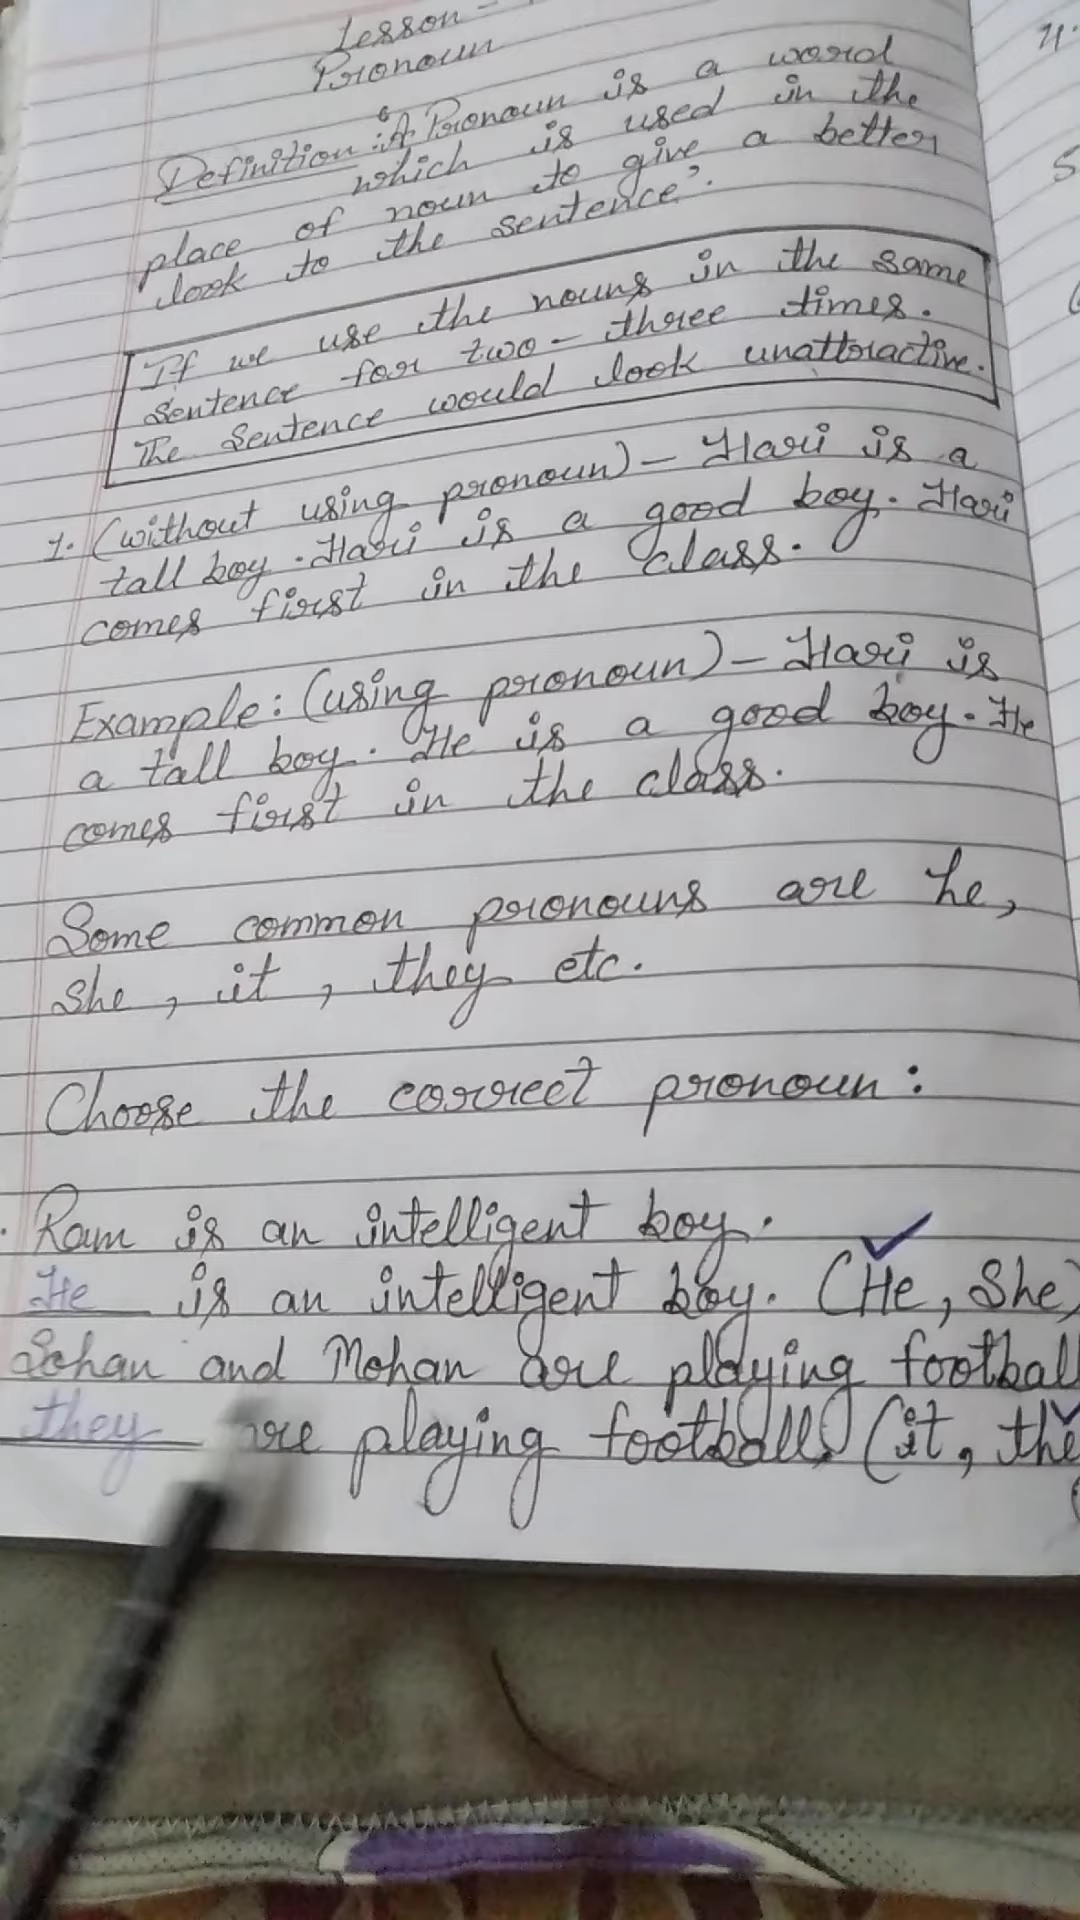 Lesson -
Pronoun
Definition :- "A Pronoun is a word
which is used in the
place of noun to give a better
look to the sentence".
If we use the nouns in the same
sentence for two - three times.
The sentence would look unattractive.
1. (without using pronoun) - Hari is a
tall boy. Hari is a good boy. Hari
comes first in the class.
Example: (using pronoun) - Hari is
a tall boy. He is a good boy. He
comes first in the class.
Some common pronouns are he,
she, it, they etc.
Choose the correct pronoun:
. Ram is an intelligent boy.
He is an intelligent boy. (He, She)
Sohan and Mohan are playing football
they are playing football. (it, the
4.
5